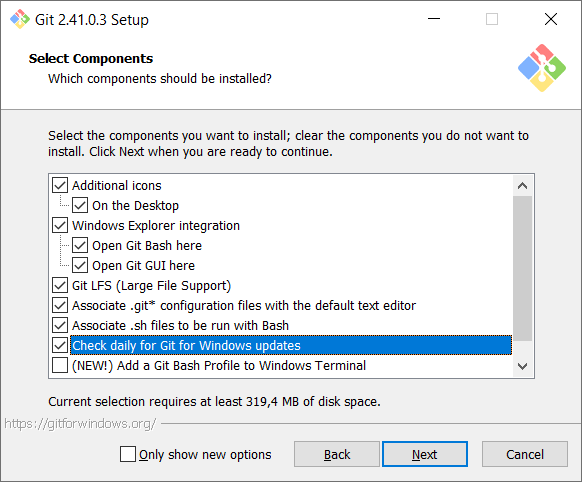 Git 2.41.0.3 Setup
Select Components
Which components should be installed?
Select the components you want to install; clear the components you do not want to
install. Click Next when you are ready to continue.
Additional icons
On the Desktop
Windows Explorer integration
Open Git Bash here
Open Git GUI here
Git LFS (Large File Support)
Associate .git* configuration files with the default text editor
Associate .sh files to be run with Bash
Check daily for Git for Windows updates
(NEW!) Add a Git Bash Profile to Windows Terminal
Current selection requires at least 319,4 MB of disk space.
https://gitforwindows.org/
Only show new options
Back
Next
Cancel